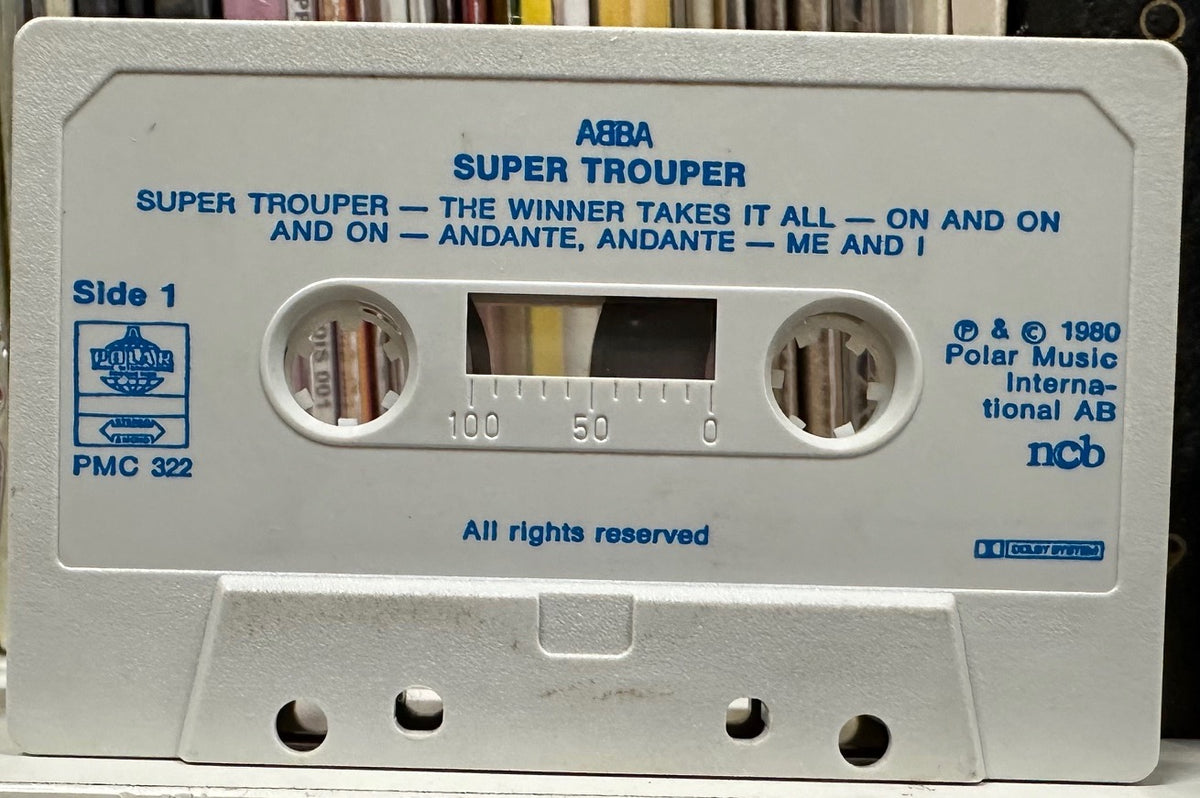 ABBA
SUPER TROUPER
SUPER TROUPER — THE WINNER TAKES IT ALL — ON AND ON
AND ON — ANDANTE, ANDANTE — ME AND I
Side 1
POLAR
STEREO
& MONO
PMC 322
100 50 0
℗ & © 1980
Polar Music
Interna-
tional AB
ncb
All rights reserved
DOLBY SYSTEM